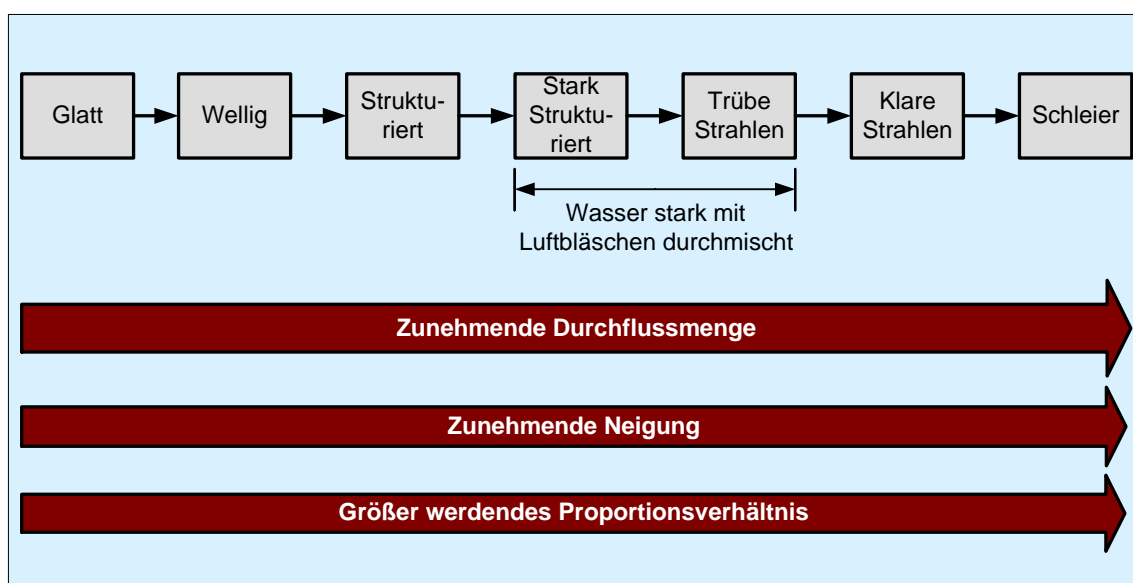 Glatt
Wellig
Struktu-
riert
Stark
Struktu-
riert
Trübe
Strahlen
Klare
Strahlen
Schleier
Wasser stark mit
Luftbläschen durchmischt
Zunehmende Durchflussmenge
Zunehmende Neigung
Größer werdendes Proportionsverhältnis